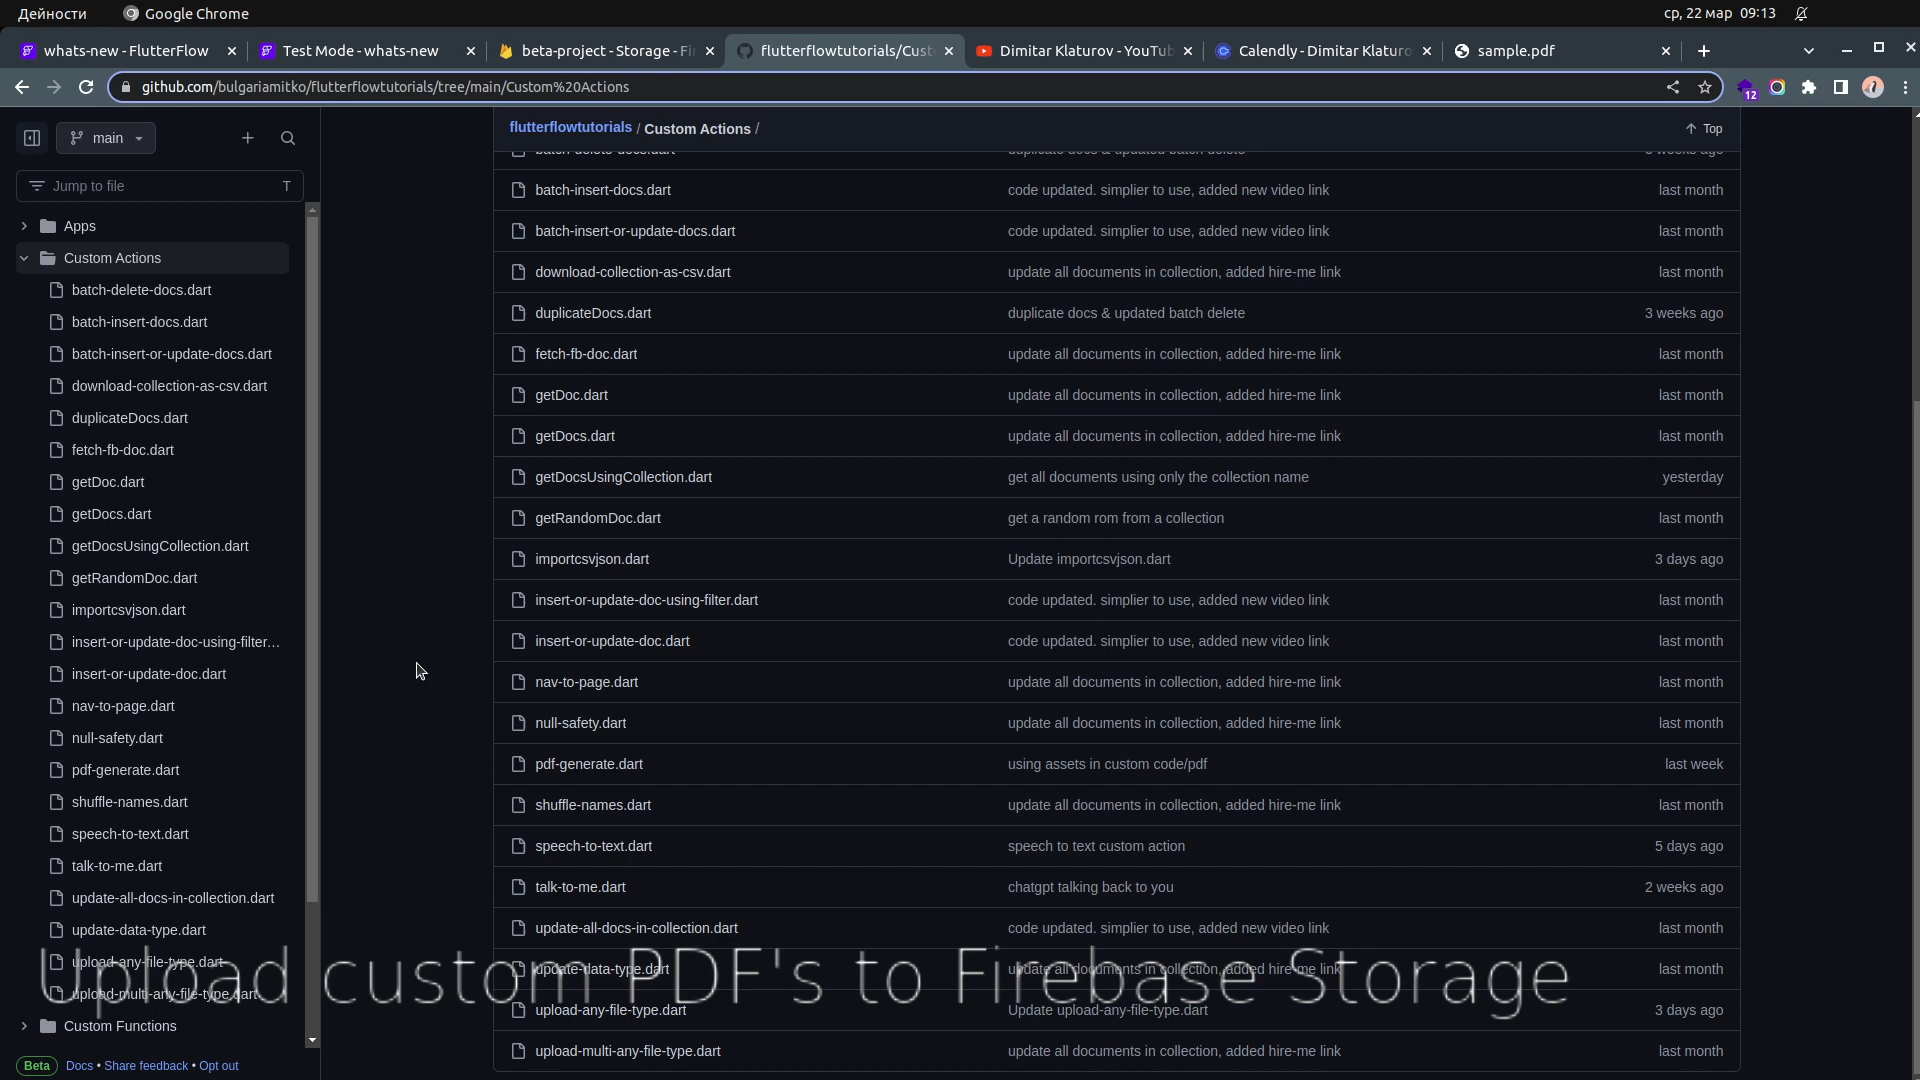 Дейности
Google Chrome
ср, 22 мар 09:13
whats-new - FlutterFlow
Test Mode - whats-new
beta-project - Storage - Fir
flutterflowtutorials/Cust
Dimitar Klaturov - YouTub
Calendly - Dimitar Klaturo
sample.pdf
github.com/bulgariamitko/flutterflowtutorials/tree/main/Custom%20Actions
12
main
Jump to file
T
Apps
Custom Actions
batch-delete-docs.dart
batch-insert-docs.dart
batch-insert-or-update-docs.dart
download-collection-as-csv.dart
duplicateDocs.dart
fetch-fb-doc.dart
getDoc.dart
getDocs.dart
getDocsUsingCollection.dart
getRandomDoc.dart
importcsvjson.dart
insert-or-update-doc-using-filter...
insert-or-update-doc.dart
nav-to-page.dart
null-safety.dart
pdf-generate.dart
shuffle-names.dart
speech-to-text.dart
talk-to-me.dart
update-all-docs-in-collection.dart
update-data-type.dart
upload-any-file-type.dart
upload-multi-any-file-type.dart
Custom Functions
Beta Docs • Share feedback • Opt out
flutterflowtutorials / Custom Actions /
Top
batch-delete-docs.dart duplicate docs & updated batch delete 3 weeks ago
batch-insert-docs.dart code updated. simplier to use, added new video link last month
batch-insert-or-update-docs.dart code updated. simplier to use, added new video link last month
download-collection-as-csv.dart update all documents in collection, added hire-me link last month
duplicateDocs.dart duplicate docs & updated batch delete 3 weeks ago
fetch-fb-doc.dart update all documents in collection, added hire-me link last month
getDoc.dart update all documents in collection, added hire-me link last month
getDocs.dart update all documents in collection, added hire-me link last month
getDocsUsingCollection.dart get all documents using only the collection name yesterday
getRandomDoc.dart get a random rom from a collection last month
importcsvjson.dart Update importcsvjson.dart 3 days ago
insert-or-update-doc-using-filter.dart code updated. simplier to use, added new video link last month
insert-or-update-doc.dart code updated. simplier to use, added new video link last month
nav-to-page.dart update all documents in collection, added hire-me link last month
null-safety.dart update all documents in collection, added hire-me link last month
pdf-generate.dart using assets in custom code/pdf last week
shuffle-names.dart update all documents in collection, added hire-me link last month
speech-to-text.dart speech to text custom action 5 days ago
talk-to-me.dart chatgpt talking back to you 2 weeks ago
update-all-docs-in-collection.dart code updated. simplier to use, added new video link last month
update-data-type.dart update all documents in collection, added hire-me link last month
upload-any-file-type.dart Update upload-any-file-type.dart 3 days ago
upload-multi-any-file-type.dart update all documents in collection, added hire-me link last month
Upload custom PDF's to Firebase Storage